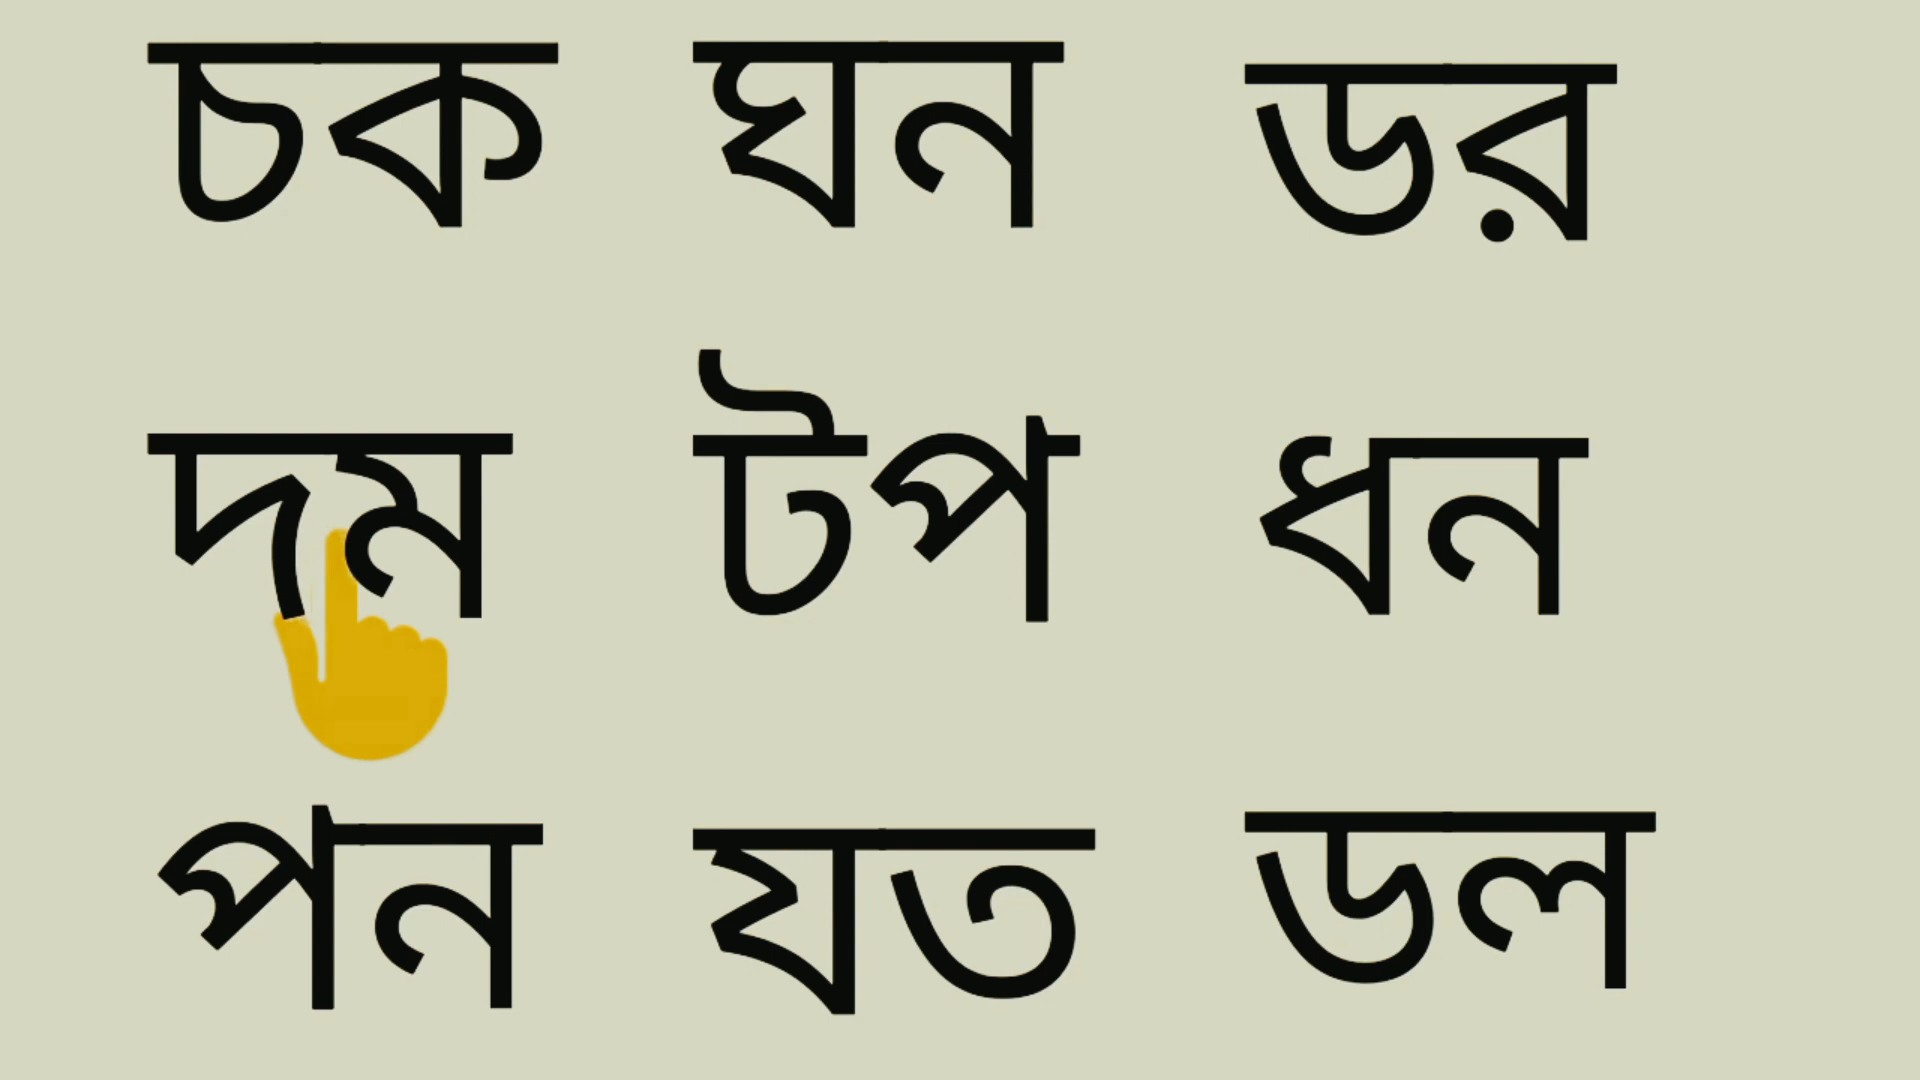 চক ঘন ডর
দম টপ ধন
পন যত ডল